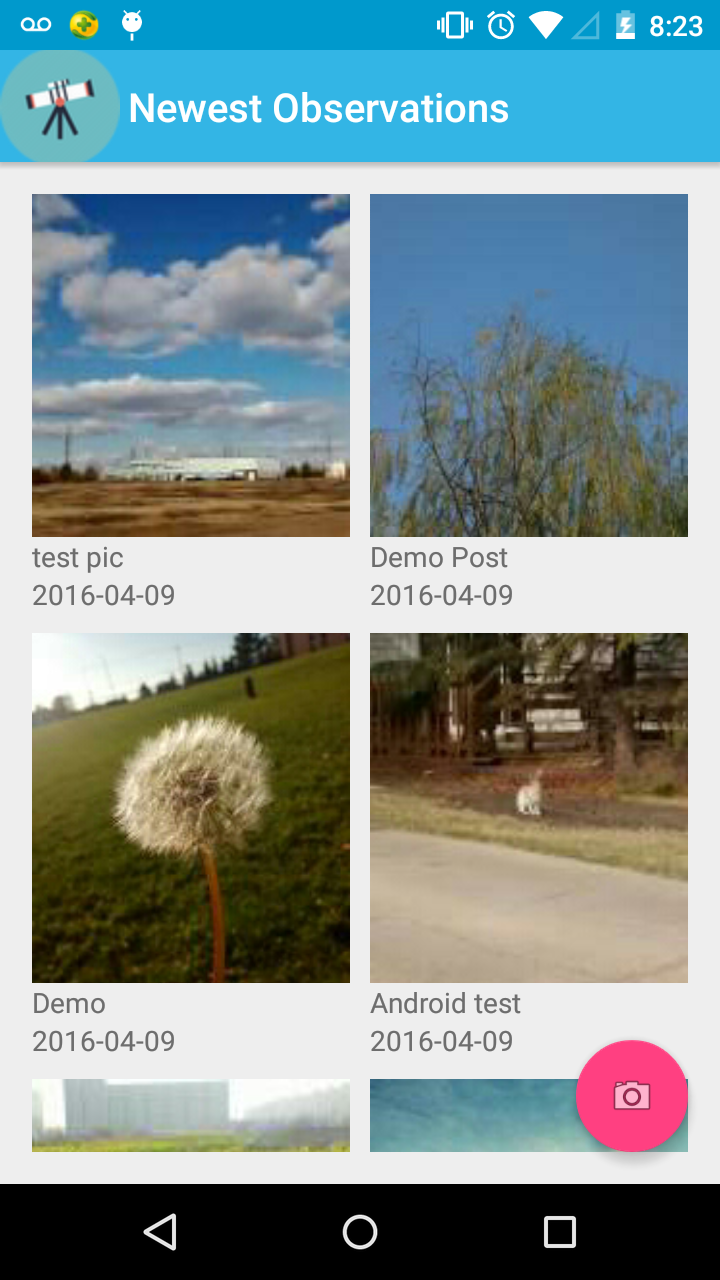 8:23
Newest Observations
test pic
2016-04-09
Demo Post
2016-04-09
Demo
2016-04-09
Android test
2016-04-09